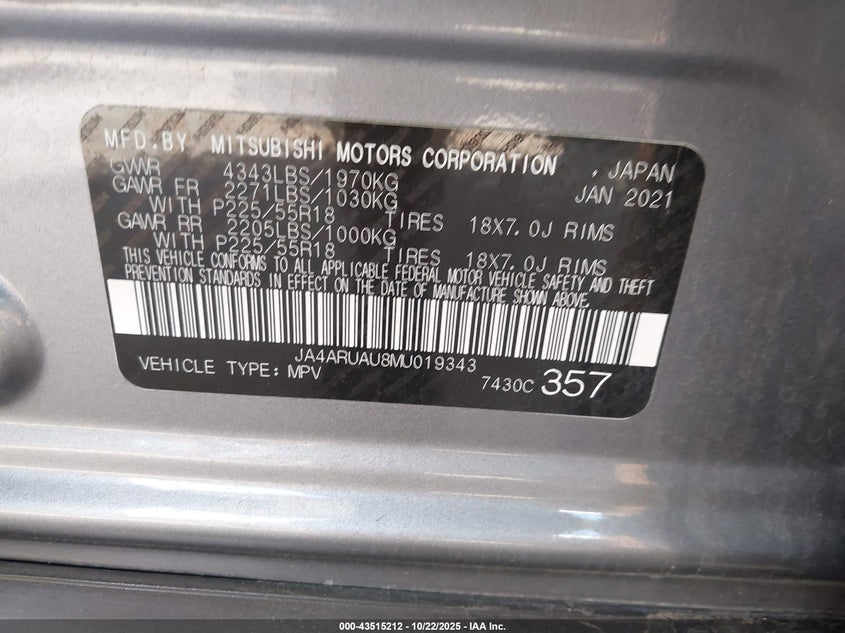 MFD.BY MITSUBISHI MOTORS CORPORATION , JAPAN
GVWR 4343LBS/1970KG JAN 2021
GAWR FR 2271LBS/1030KG
WITH P225/55R18 TIRES 18X7.0J RIMS
GAWR RR 2205LBS/1000KG
WITH P225/55R18 TIRES 18X7.0J RIMS
THIS VEHICLE CONFORMS TO ALL APPLICABLE FEDERAL MOTOR VEHICLE SAFETY AND THEFT
PREVENTION STANDARDS IN EFFECT ON THE DATE OF MANUFACTURE SHOWN ABOVE.
JA4ARUAU8MU019343
VEHICLE TYPE: MPV 7430C 357
000-43515212 - 10/22/2025 - IAA Inc.